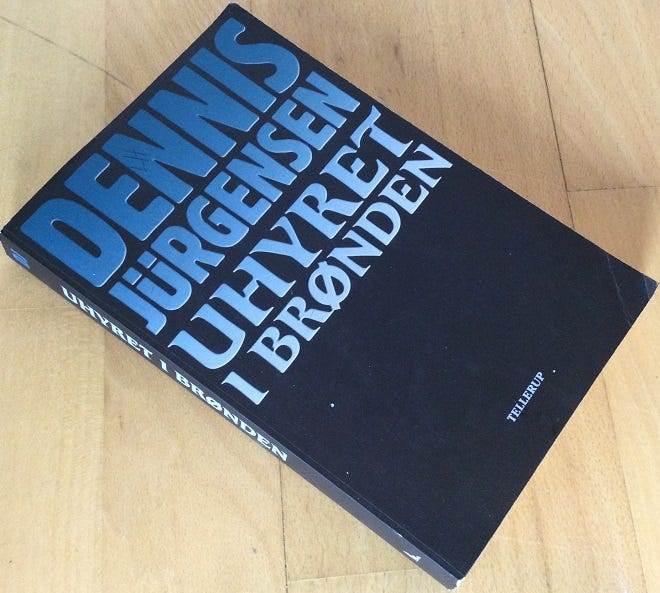 DENNIS
JÜRGENSEN
UHYRET
I BRØNDEN
TELLERUP
UHYRET I BRØNDEN